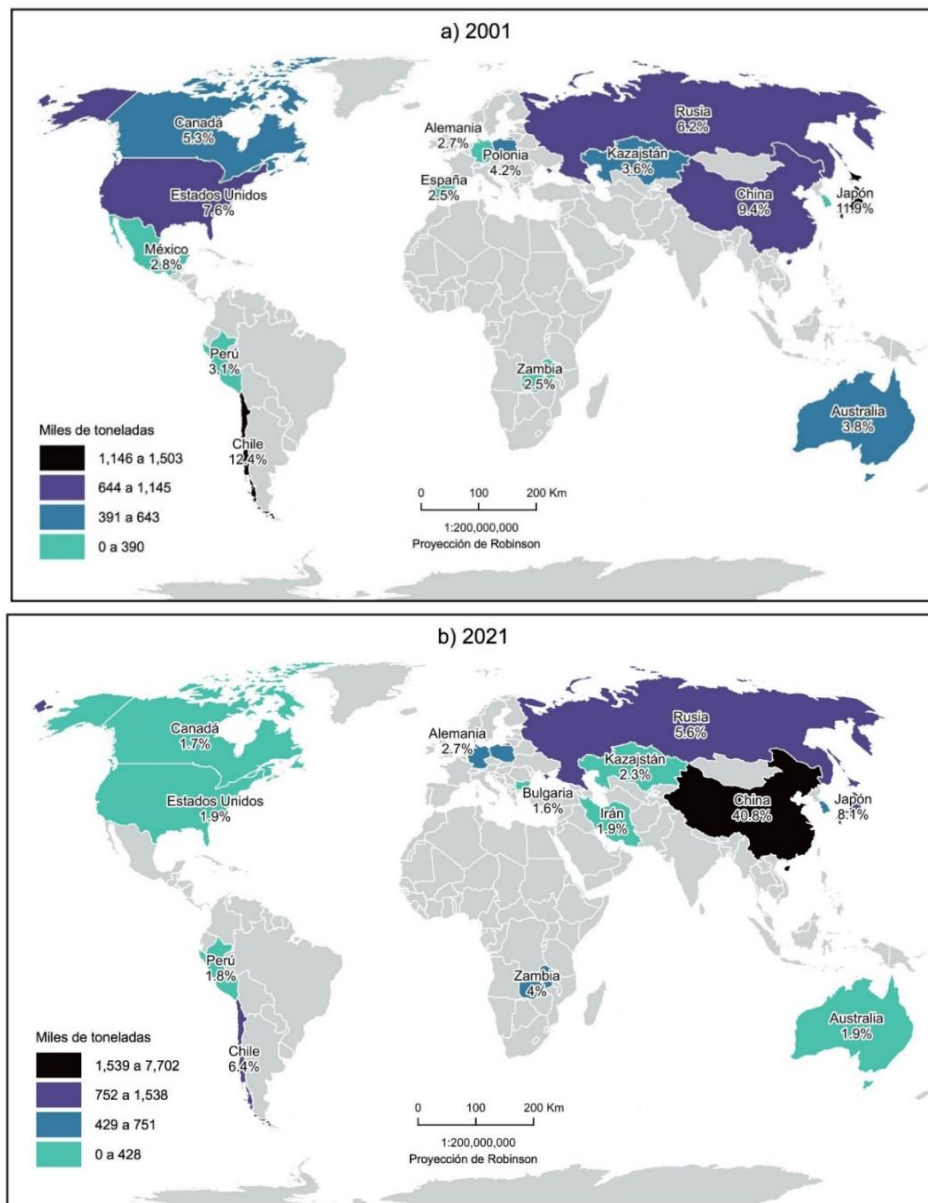 a) 2001
Canadá
5.3%
Estados Unidos
7.6%
México
2.8%
Perú
3.1%
Chile
12.4%
Alemania
2.7%
Polonia
4.2%
España
2.5%
Rusia
6.2%
Kazajstán
3.6%
China
9.4%
Japón
11.9%
Zambia
2.5%
Australia
3.8%
Miles de toneladas
1,146 a 1,503
644 a 1,145
391 a 643
0 a 390
0 100 200 Km
1:200,000,000
Proyección de Robinson
b) 2021
Canadá
1.7%
Estados Unidos
1.9%
Perú
1.8%
Chile
6.4%
Alemania
2.7%
Bulgaria
1.6%
Rusia
5.6%
Kazajstán
2.3%
Irán
1.9%
China
40.8%
Japón
8.1%
Zambia
4%
Australia
1.9%
Miles de toneladas
1,539 a 7,702
752 a 1,538
429 a 751
0 a 428
0 100 200 Km
1:200,000,000
Proyección de Robinson